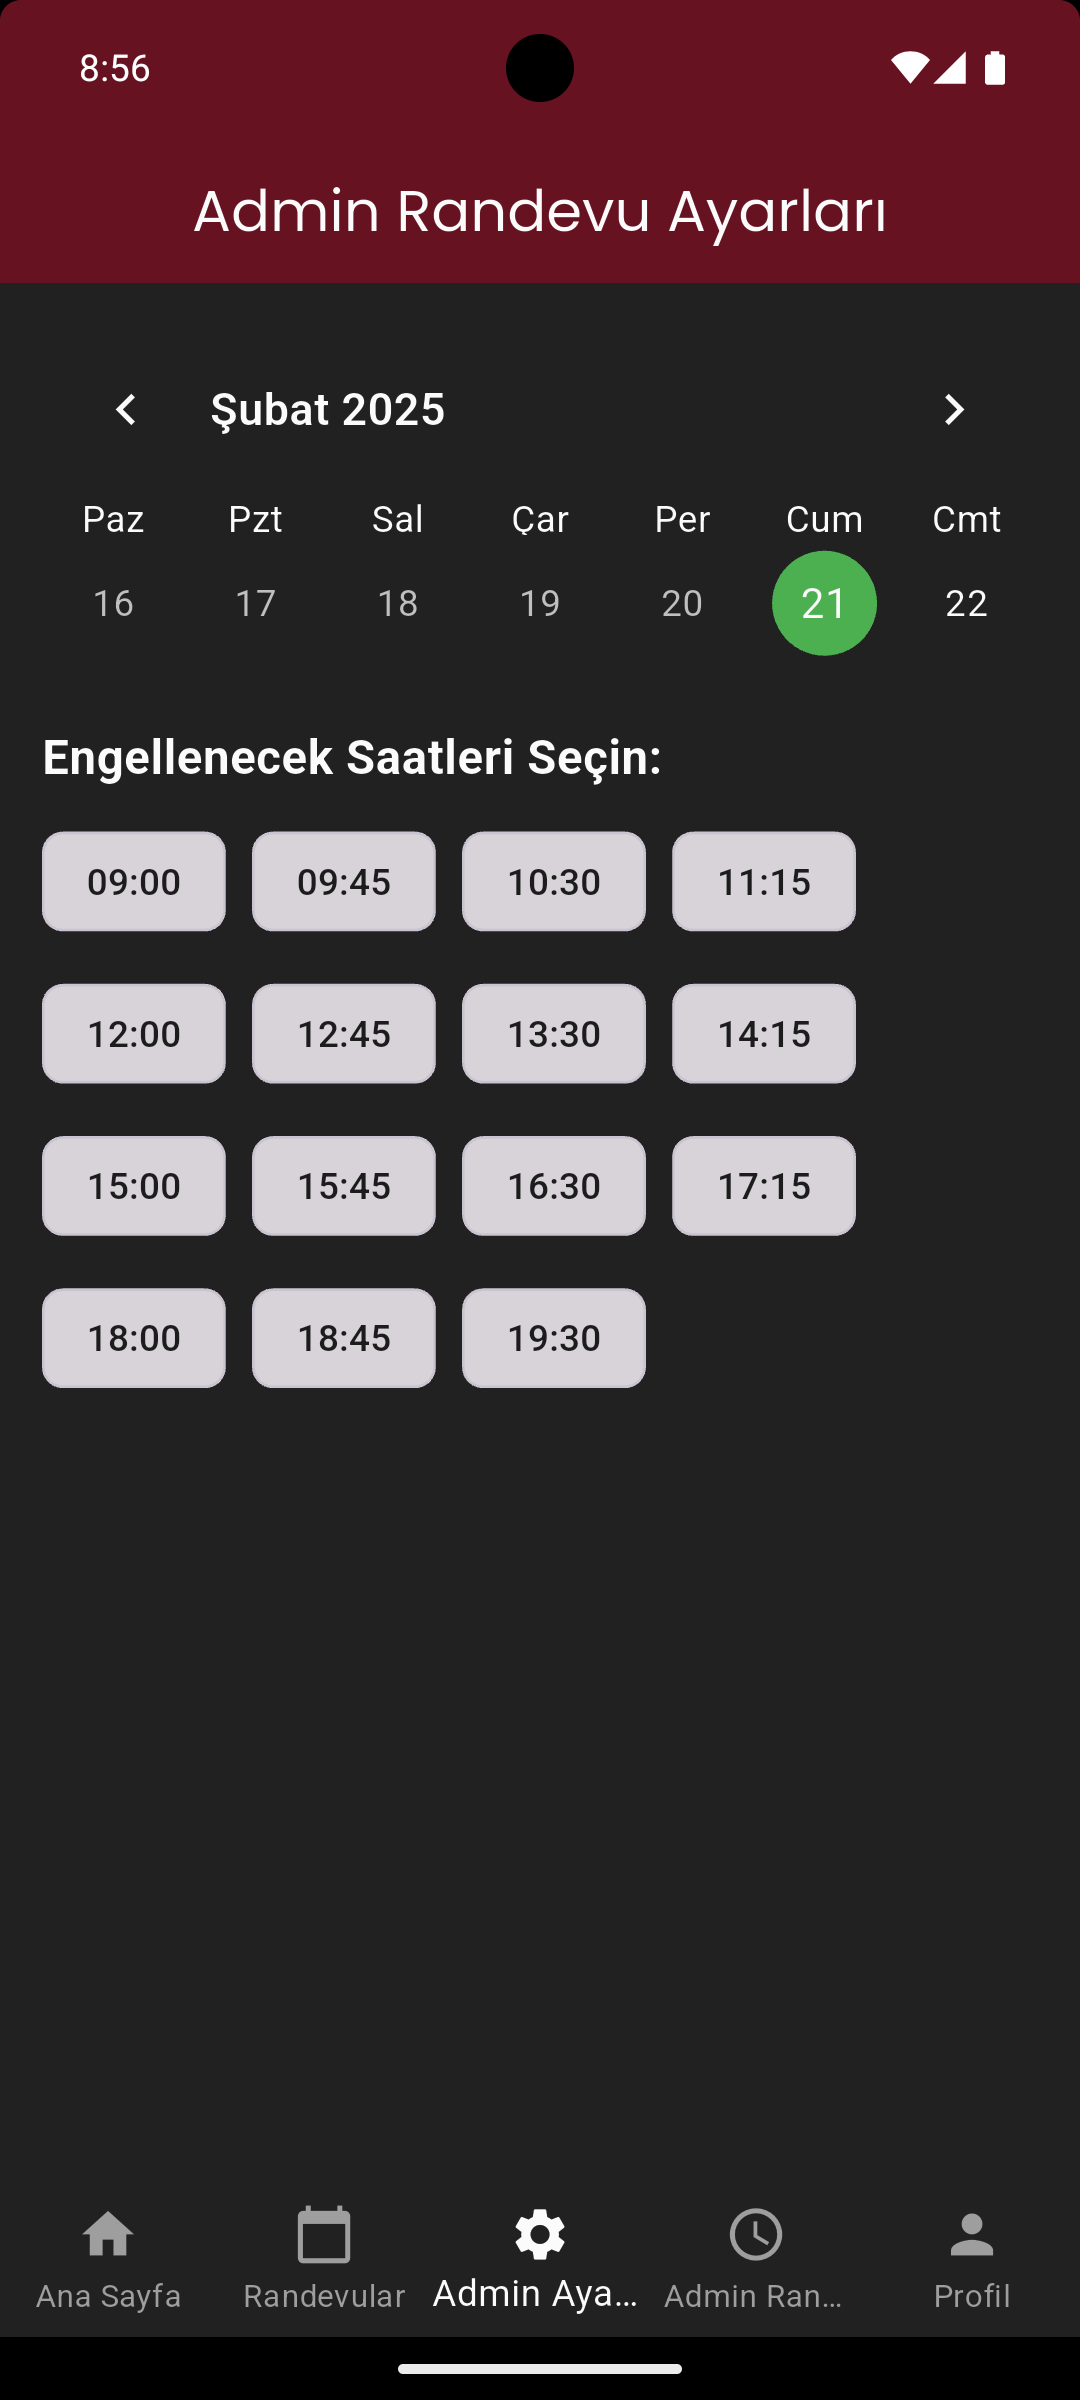 8:56
Admin Randevu Ayarları
Şubat 2025
Paz Pzt Sal Çar Per Cum Cmt
16 17 18 19 20 21 22
Engellenecek Saatleri Seçin:
09:00 09:45 10:30 11:15
12:00 12:45 13:30 14:15
15:00 15:45 16:30 17:15
18:00 18:45 19:30
Ana Sayfa Randevular Admin Aya... Admin Ran... Profil